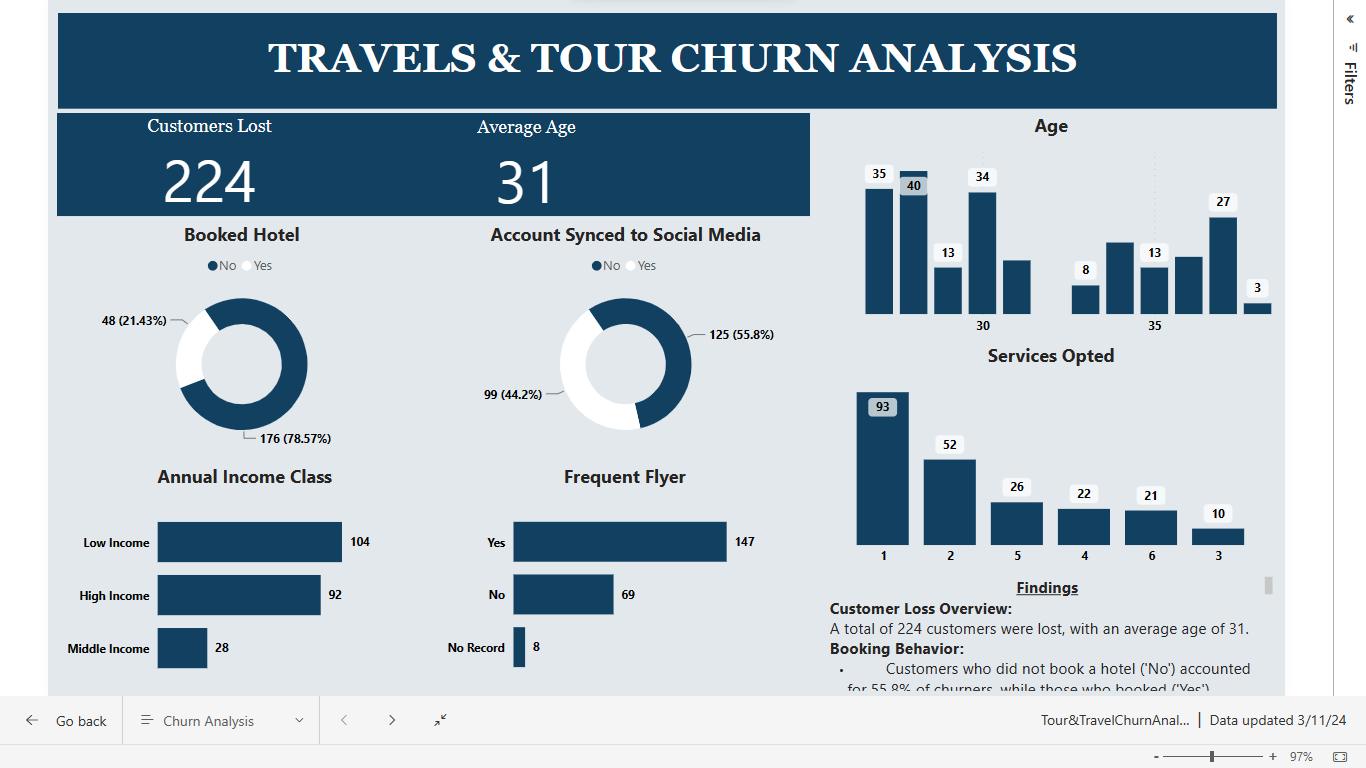 TRAVELS & TOUR CHURN ANALYSIS
Filters
Customers Lost
224
Average Age
31
Booked Hotel
No Yes
48 (21.43%)
176 (78.57%)
Account Synced to Social Media
No Yes
125 (55.8%)
99 (44.2%)
Annual Income Class
Low Income 104
High Income 92
Middle Income 28
Frequent Flyer
Yes 147
No 69
No Record 8
Age
35 40 13 34 8 13 27 3
30 35
Services Opted
93 52 26 22 21 10
1 2 5 4 6 3
Findings
Customer Loss Overview:
A total of 224 customers were lost, with an average age of 31.
Booking Behavior:
• Customers who did not book a hotel ('No') accounted
for 55.8% of churners, while those who booked ('Yes')
Go back
Churn Analysis
Tour&TravelChurnAnal... | Data updated 3/11/24
- + 97%